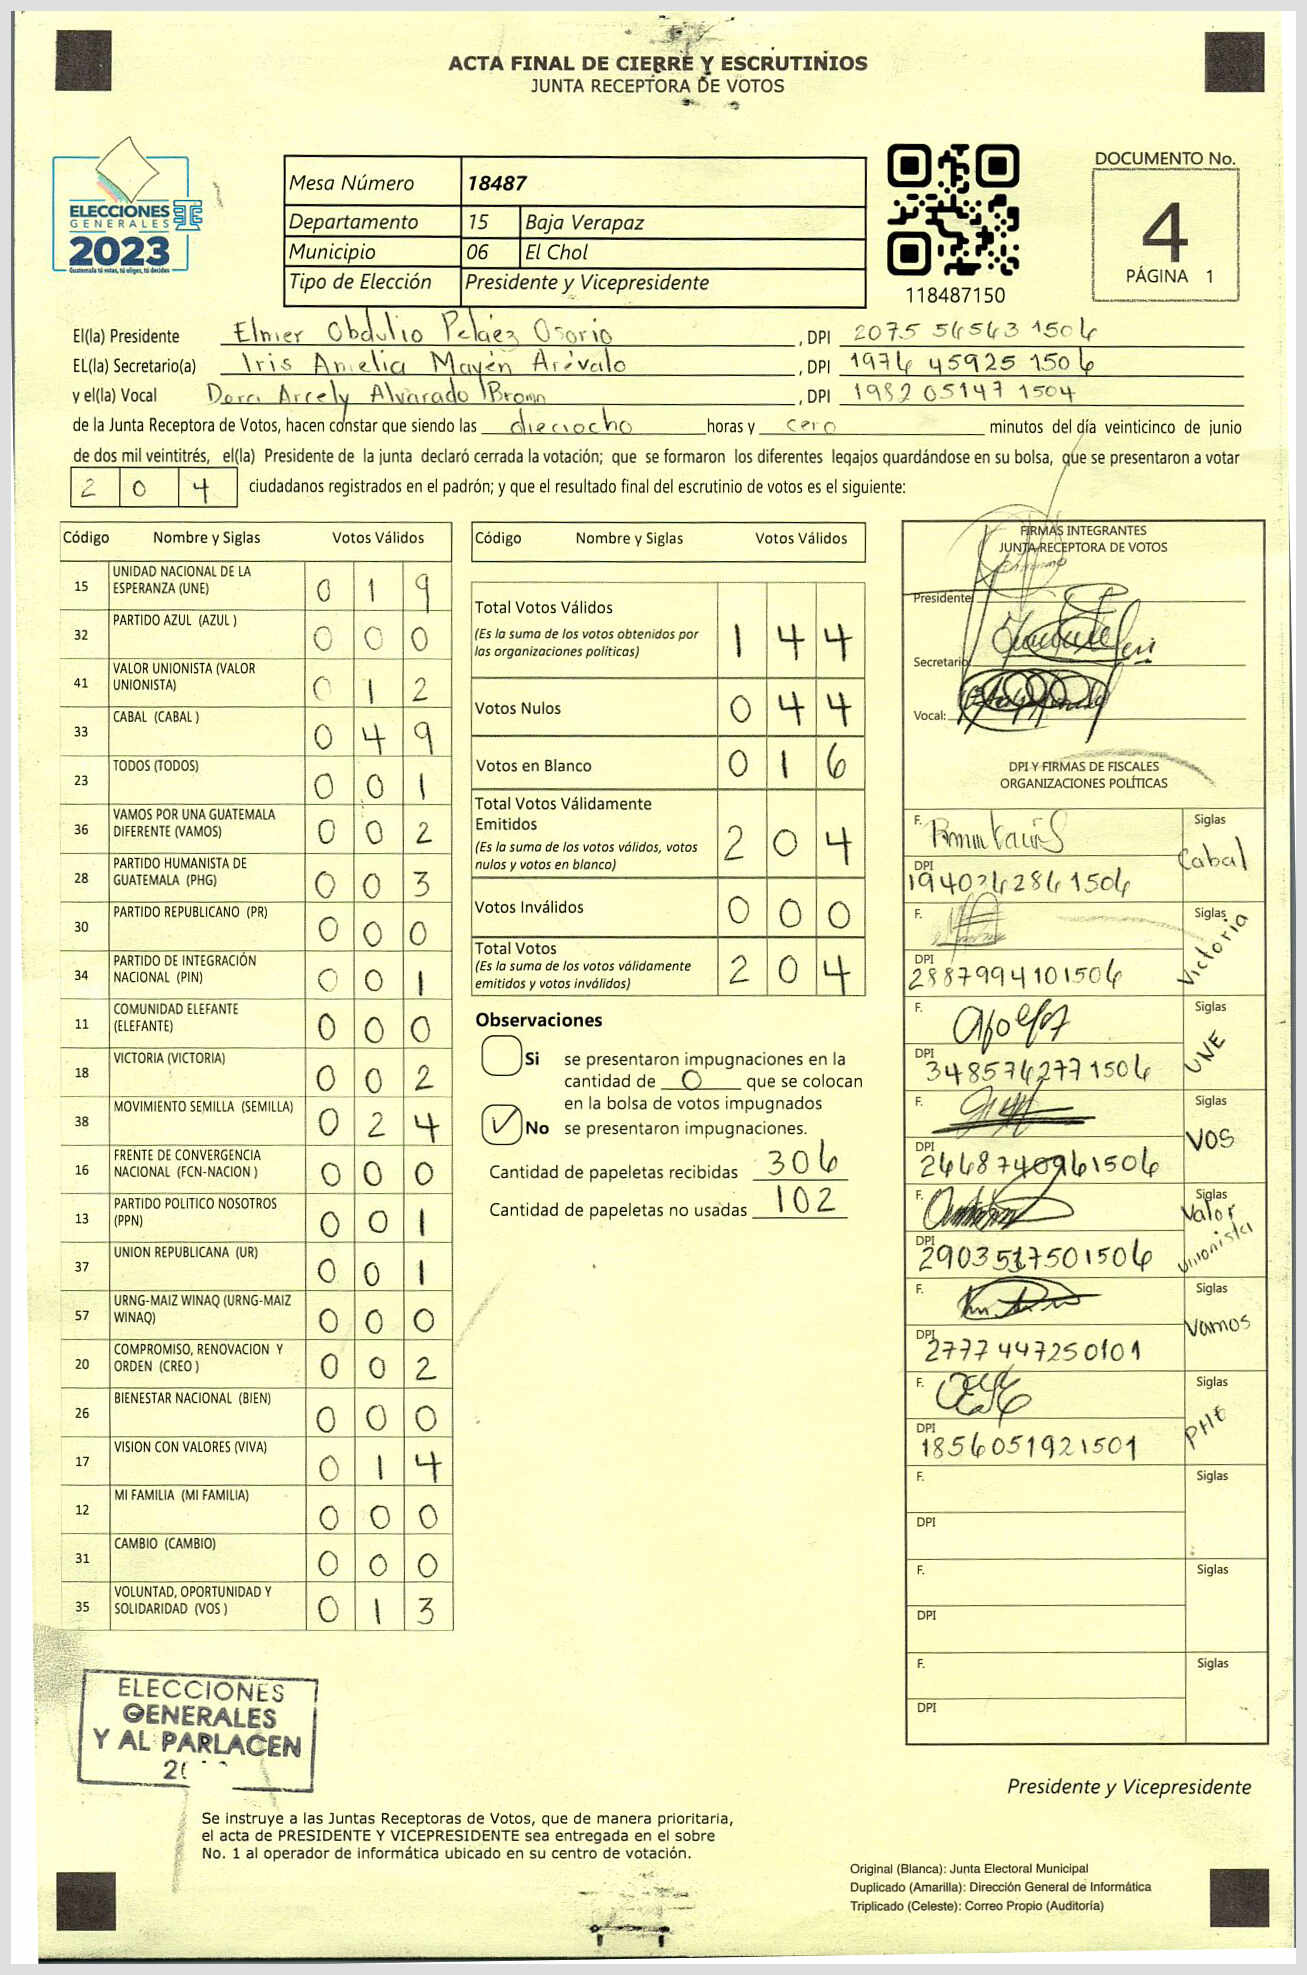 ACTA FINAL DE CIERRE Y ESCRUTINIOS
JUNTA RECEPTORA DE VOTOS
ELECCIONES
GENERALES
2023
Guatemala tú votas, tú eliges, tú decides
Mesa Número 18487
Departamento 15 Baja Verapaz
Municipio 06 El Chol
Tipo de Elección Presidente y Vicepresidente
118487150
DOCUMENTO No.
4
PÁGINA 1
El(la) Presidente Elmer Obdulio Peláez Osorio, DPI 2075 54543 1506
EL(la) Secretario(a) Iris Amelia Mayén Arévalo, DPI 1976 45925 1506
y el(la) Vocal Dora Arcely Alvarado, DPI 1982 05147 1504
de la Junta Receptora de Votos, hacen constar que siendo las dieciocho horas y cero minutos del día veinticinco de junio
de dos mil veintitrés, el(la) Presidente de la junta declaró cerrada la votación; que se formaron los diferentes legajos guardándose en su bolsa, que se presentaron a votar
2 0 4 ciudadanos registrados en el padrón; y que el resultado final del escrutinio de votos es el siguiente:
Código Nombre y Siglas Votos Válidos
15 UNIDAD NACIONAL DE LA ESPERANZA (UNE) 0 1 9
32 PARTIDO AZUL (AZUL ) 0 0 0
41 VALOR UNIONISTA (VALOR UNIONISTA) 0 1 2
33 CABAL (CABAL ) 0 4 9
23 TODOS (TODOS) 0 0 1
36 VAMOS POR UNA GUATEMALA DIFERENTE (VAMOS) 0 0 2
28 PARTIDO HUMANISTA DE GUATEMALA (PHG) 0 0 3
30 PARTIDO REPUBLICANO (PR) 0 0 0
34 PARTIDO DE INTEGRACIÓN NACIONAL (PIN) 0 0 1
11 COMUNIDAD ELEFANTE (ELEFANTE) 0 0 0
18 VICTORIA (VICTORIA) 0 0 2
38 MOVIMIENTO SEMILLA (SEMILLA) 0 2 4
16 FRENTE DE CONVERGENCIA NACIONAL (FCN-NACION ) 0 0 0
13 PARTIDO POLITICO NOSOTROS (PPN) 0 0 1
37 UNION REPUBLICANA (UR) 0 0 1
57 URNG-MAIZ WINAQ (URNG-MAIZ WINAQ) 0 0 0
20 COMPROMISO, RENOVACION Y ORDEN (CREO ) 0 0 2
26 BIENESTAR NACIONAL (BIEN) 0 0 0
17 VISION CON VALORES (VIVA) 0 1 4
12 MI FAMILIA (MI FAMILIA) 0 0 0
31 CAMBIO (CAMBIO) 0 0 0
35 VOLUNTAD, OPORTUNIDAD Y SOLIDARIDAD (VOS ) 0 1 3
Código Nombre y Siglas Votos Válidos
Total Votos Válidos 1 4 4
(Es la suma de los votos obtenidos por
las organizaciones políticas)
Votos Nulos 0 4 4
Votos en Blanco 0 1 6
Total Votos Válidamente
Emitidos 2 0 4
(Es la suma de los votos válidos, votos
nulos y votos en blanco)
Votos Inválidos 0 0 0
Total Votos 2 0 4
(Es la suma de los votos válidamente
emitidos y votos inválidos)
Observaciones
Si se presentaron impugnaciones en la
cantidad de 0 que se colocan
en la bolsa de votos impugnados
No se presentaron impugnaciones.
Cantidad de papeletas recibidas 306
Cantidad de papeletas no usadas 102
FIRMAS INTEGRANTES
JUNTA RECEPTORA DE VOTOS
Presidente
Secretario
Vocal:
DPI Y FIRMAS DE FISCALES
ORGANIZACIONES POLÍTICAS
F. Siglas Cabal
DPI
F. Siglas Victoria
DPI 2887994101506
F. Siglas UNE
DPI 3485762771506
F. Siglas VOS
DPI
F. Siglas Valor Unionista
DPI
F. Siglas Vamos
DPI 2777447250101
F. Siglas
DPI 1856051921501
F. Siglas
DPI
F. Siglas
DPI
F. Siglas
DPI
ELECCIONES
GENERALES
Y AL PARLACEN
Presidente y Vicepresidente
Se instruye a las Juntas Receptoras de Votos, que de manera prioritaria,
el acta de PRESIDENTE Y VICEPRESIDENTE sea entregada en el sobre
No. 1 al operador de informática ubicado en su centro de votación.
Original (Blanca): Junta Electoral Municipal
Duplicado (Amarilla): Dirección General de Informática
Triplicado (Celeste): Correo Propio (Auditoría)